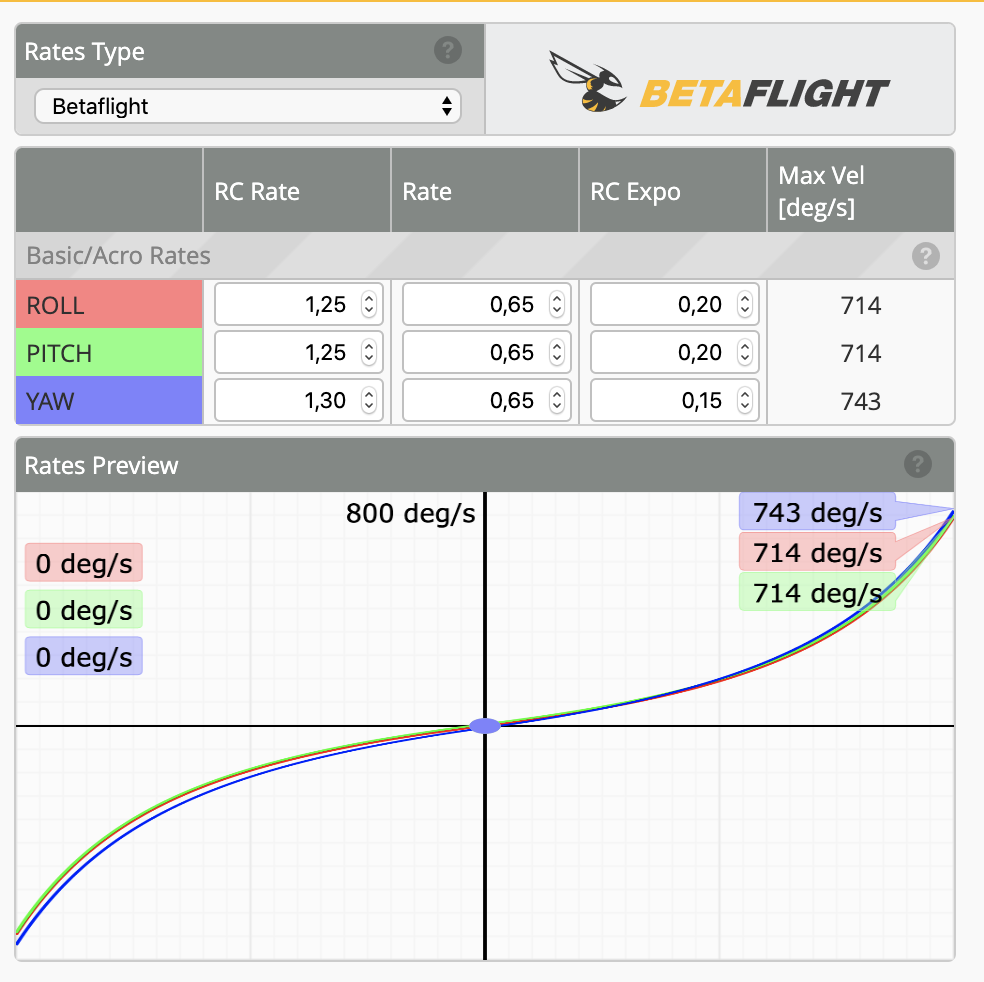 Rates Type
?
Betaflight
BETAFLIGHT
RC Rate
Rate
RC Expo
Max Vel
[deg/s]
Basic/Acro Rates
?
ROLL 1,25 0,65 0,20 714
PITCH 1,25 0,65 0,20 714
YAW 1,30 0,65 0,15 743
Rates Preview
?
800 deg/s
743 deg/s
714 deg/s
714 deg/s
0 deg/s
0 deg/s
0 deg/s